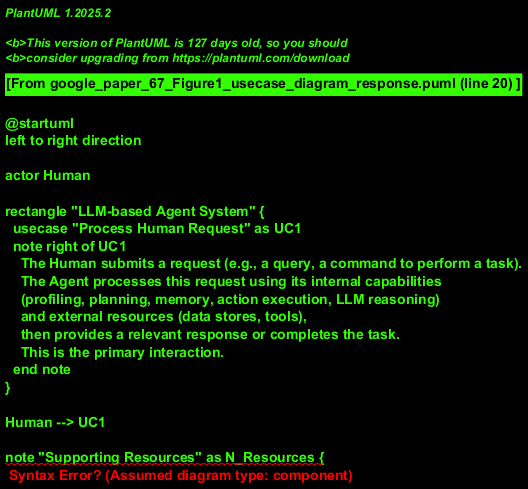 PlantUML 1.2025.2
<b>This version of PlantUML is 127 days old, so you should
<b>consider upgrading from https://plantuml.com/download
[From google_paper_67_Figure1_usecase_diagram_response.puml (line 20) ]
@startuml
left to right direction
actor Human
rectangle "LLM-based Agent System" {
usecase "Process Human Request" as UC1
note right of UC1
The Human submits a request (e.g., a query, a command to perform a task).
The Agent processes this request using its internal capabilities
(profiling, planning, memory, action execution, LLM reasoning)
and external resources (data stores, tools),
then provides a relevant response or completes the task.
This is the primary interaction.
end note
}
Human --> UC1
note "Supporting Resources" as N_Resources {
Syntax Error? (Assumed diagram type: component)